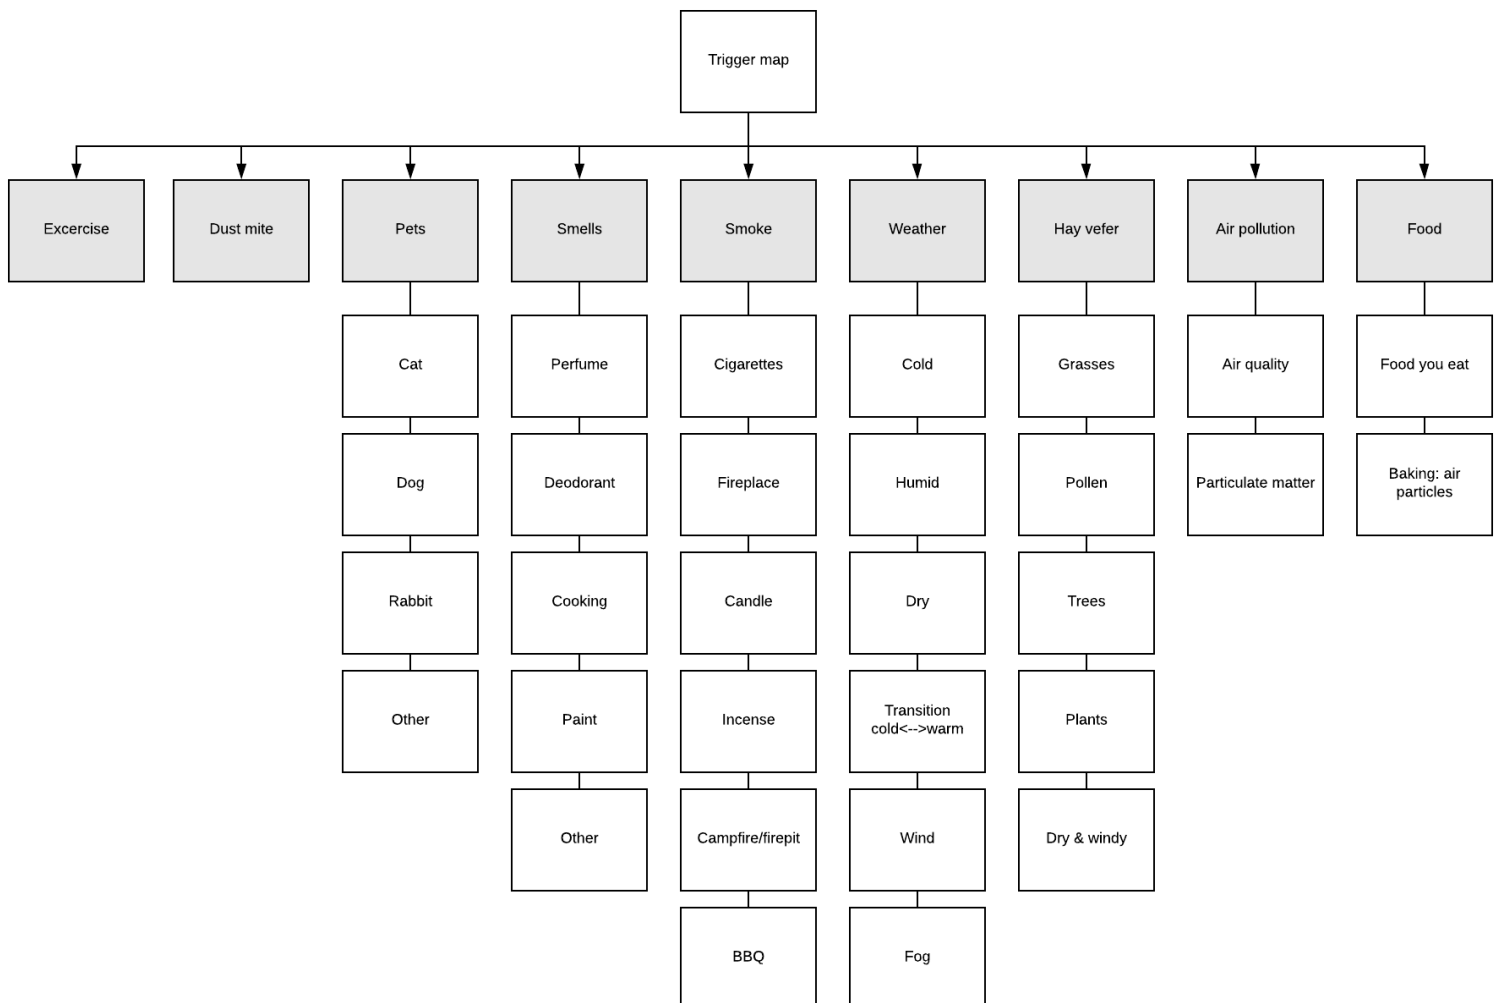 Trigger map
Excercise
Dust mite
Pets
Smells
Smoke
Weather
Hay vefer
Air pollution
Food
Cat
Perfume
Cigarettes
Cold
Grasses
Air quality
Food you eat
Dog
Deodorant
Fireplace
Humid
Pollen
Particulate matter
Baking: air
particles
Rabbit
Cooking
Candle
Dry
Trees
Other
Paint
Incense
Transition
cold<-->warm
Plants
Other
Campfire/firepit
Wind
Dry & windy
BBQ
Fog